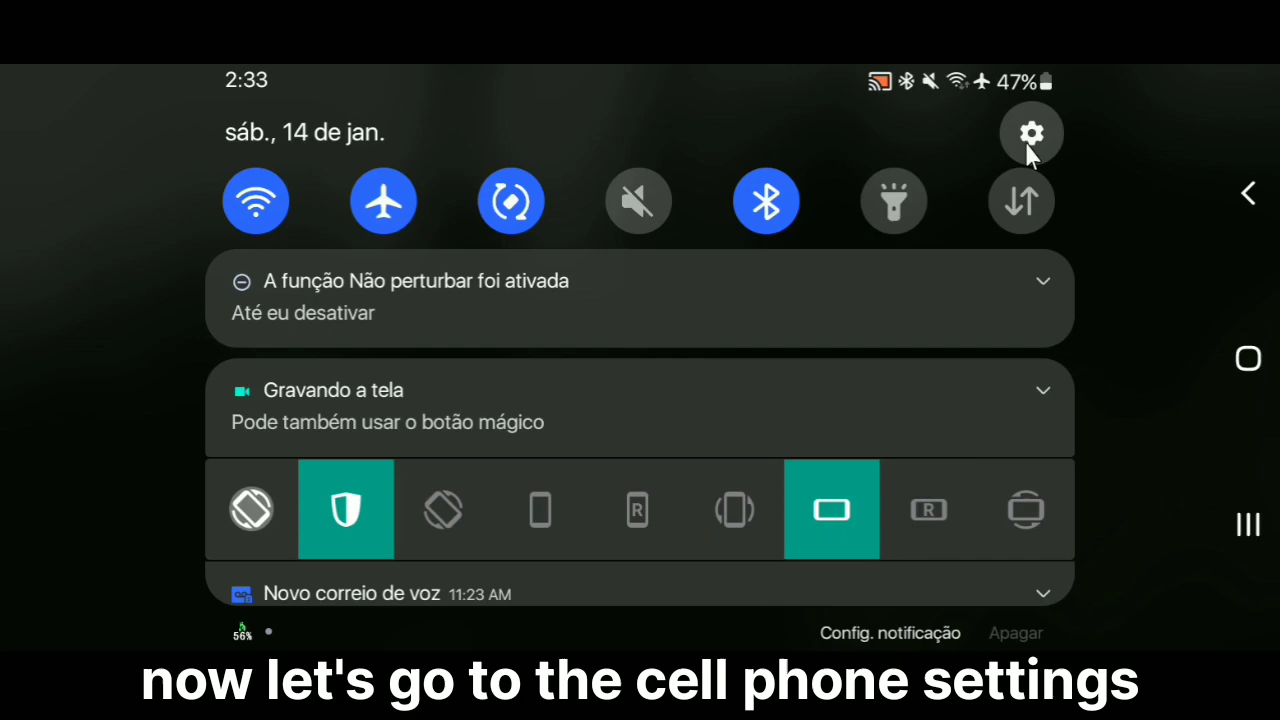 2:33
47%
sáb., 14 de jan.
A função Não perturbar foi ativada
Até eu desativar
Gravando a tela
Pode também usar o botão mágico
R
R
Novo correio de voz 11:23 AM
56%
Config. notificação Apagar
now let's go to the cell phone settings